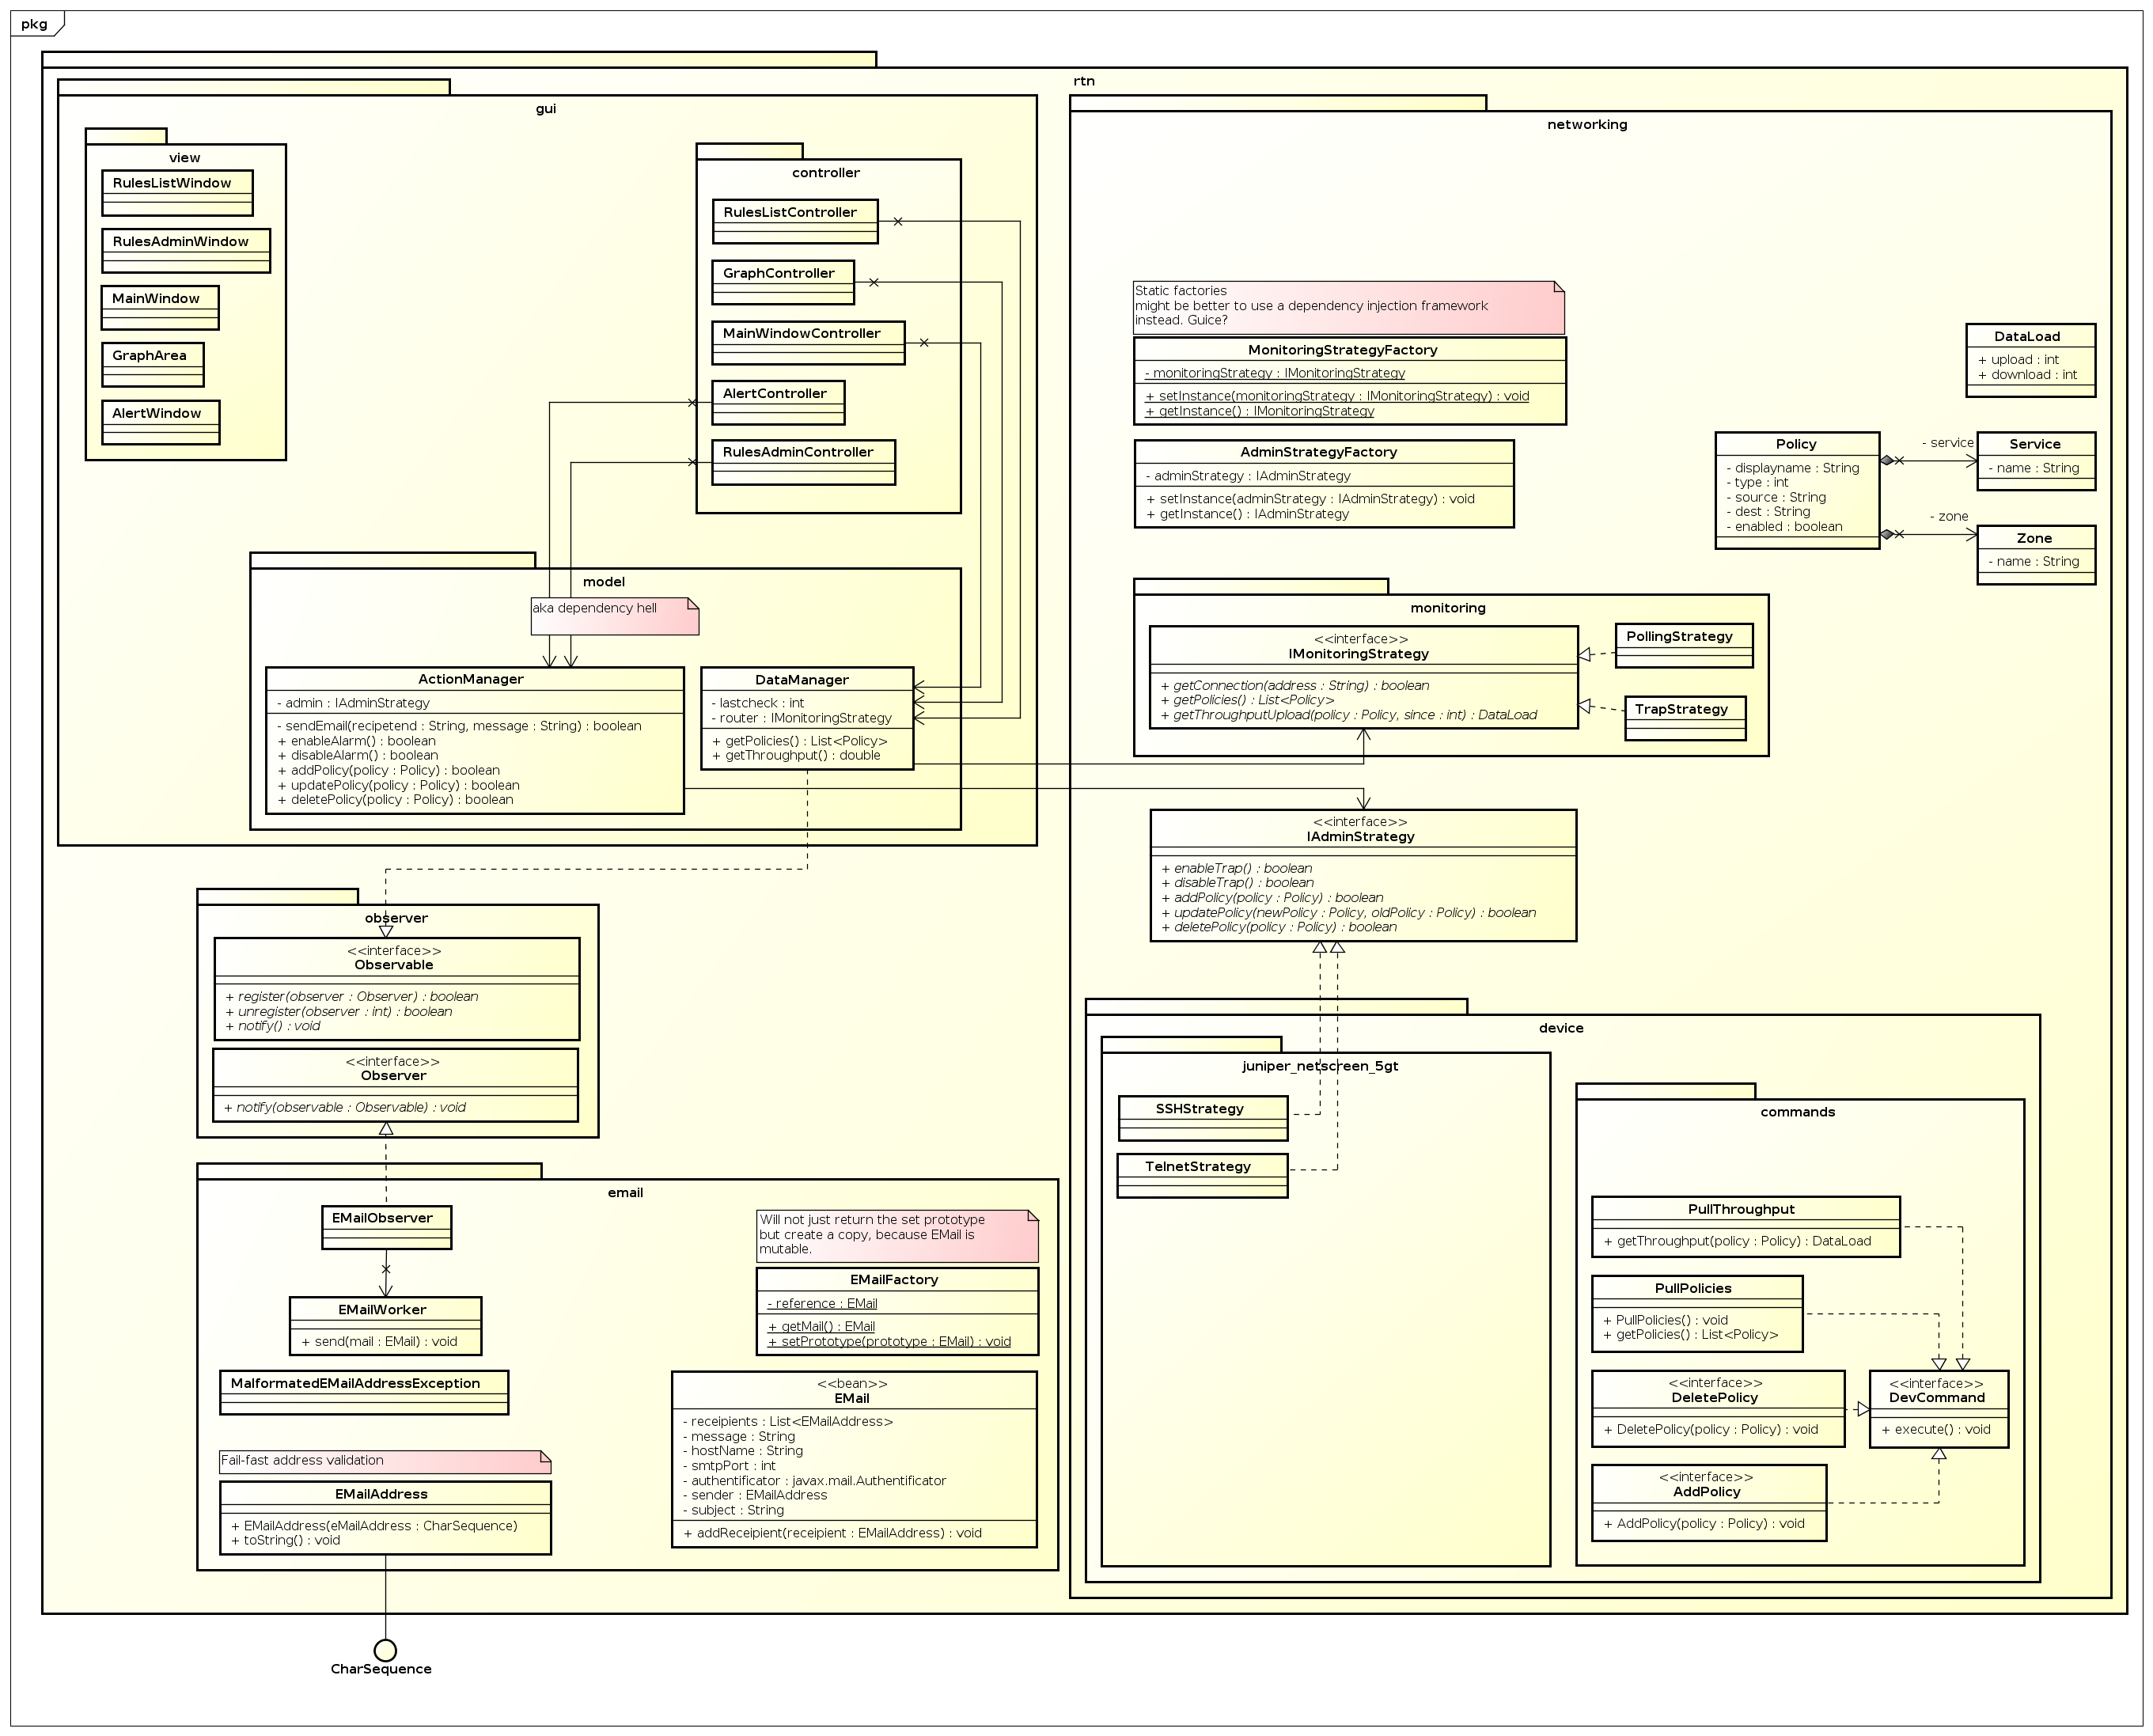 pkg
rtn
gui
view
RulesListWindow
RulesAdminWindow
MainWindow
GraphArea
AlertWindow
controller
RulesListController
GraphController
MainWindowController
AlertController
RulesAdminController
model
aka dependency hell
ActionManager
- admin : IAdminStrategy
- sendEmail(recipetend : String, message : String) : boolean
+ enableAlarm() : boolean
+ disableAlarm() : boolean
+ addPolicy(policy : Policy) : boolean
+ updatePolicy(policy : Policy) : boolean
+ deletePolicy(policy : Policy) : boolean
DataManager
- lastcheck : int
- router : IMonitoringStrategy
+ getPolicies() : List<Policy>
+ getThroughput() : double
observer
<<interface>>
Observable
+ register(observer : Observer) : boolean
+ unregister(observer : int) : boolean
+ notify() : void
<<interface>>
Observer
+ notify(observable : Observable) : void
email
EMailObserver
EMailWorker
+ send(mail : EMail) : void
MalformatedEMailAddressException
Fail-fast address validation
EMailAddress
+ EMailAddress(eMailAddress : CharSequence)
+ toString() : void
CharSequence
Will not just return the set prototype
but create a copy, because EMail is
mutable.
EMailFactory
- reference : EMail
+ getMail() : EMail
+ setPrototype(prototype : EMail) : void
<<bean>>
EMail
- receipients : List<EMailAddress>
- message : String
- hostName : String
- smtpPort : int
- authentificator : javax.mail.Authentificator
- sender : EMailAddress
- subject : String
+ addReceipient(receipient : EMailAddress) : void
networking
Static factories
might be better to use a dependency injection framework
instead. Guice?
MonitoringStrategyFactory
- monitoringStrategy : IMonitoringStrategy
+ setInstance(monitoringStrategy : IMonitoringStrategy) : void
+ getInstance() : IMonitoringStrategy
AdminStrategyFactory
- adminStrategy : IAdminStrategy
+ setInstance(adminStrategy : IAdminStrategy) : void
+ getInstance() : IAdminStrategy
DataLoad
+ upload : int
+ download : int
Policy
- displayname : String
- type : int
- source : String
- dest : String
- enabled : boolean
- service
Service
- name : String
- zone
Zone
- name : String
monitoring
<<interface>>
IMonitoringStrategy
+ getConnection(address : String) : boolean
+ getPolicies() : List<Policy>
+ getThroughputUpload(policy : Policy, since : int) : DataLoad
PollingStrategy
TrapStrategy
<<interface>>
IAdminStrategy
+ enableTrap() : boolean
+ disableTrap() : boolean
+ addPolicy(policy : Policy) : boolean
+ updatePolicy(newPolicy : Policy, oldPolicy : Policy) : boolean
+ deletePolicy(policy : Policy) : boolean
device
juniper_netscreen_5gt
SSHStrategy
TelnetStrategy
commands
PullThroughput
+ getThroughput(policy : Policy) : DataLoad
PullPolicies
+ PullPolicies() : void
+ getPolicies() : List<Policy>
<<interface>>
DeletePolicy
+ DeletePolicy(policy : Policy) : void
<<interface>>
DevCommand
+ execute() : void
<<interface>>
AddPolicy
+ AddPolicy(policy : Policy) : void